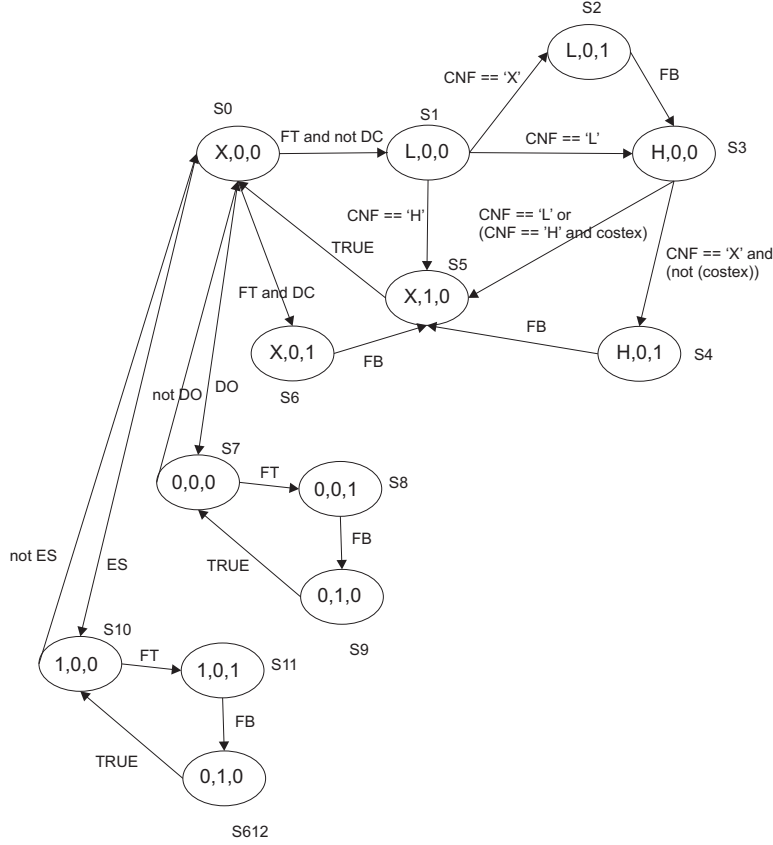 S2
L,0,1
CNF == ‘X’
FB
S0
X,0,0
FT and not DC
S1
L,0,0
CNF == ‘L’
H,0,0
S3
CNF == ‘H’
CNF == ‘L’ or
(CNF == ’H’ and costex)
TRUE
S5
X,1,0
CNF == ‘X’ and
(not (costex))
FT and DC
X,0,1
S6
FB
FB
H,0,1
S4
not DO
DO
S7
0,0,0
FT
0,0,1
S8
FB
TRUE
0,1,0
S9
not ES
ES
S10
1,0,0
FT
1,0,1
S11
FB
TRUE
0,1,0
S612